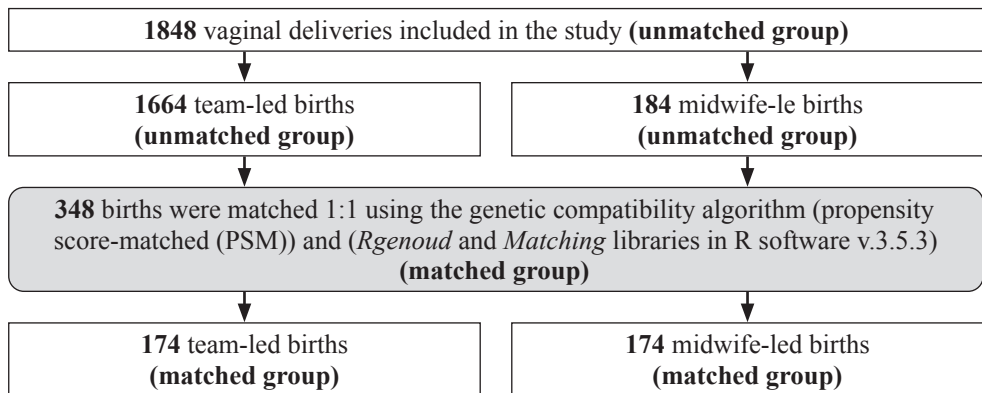 1848 vaginal deliveries included in the study (unmatched group)
1664 team-led births
(unmatched group)
184 midwife-le births
(unmatched group)
348 births were matched 1:1 using the genetic compatibility algorithm (propensity
score-matched (PSM)) and (Rgenoud and Matching libraries in R software v.3.5.3)
(matched group)
174 team-led births
(matched group)
174 midwife-led births
(matched group)